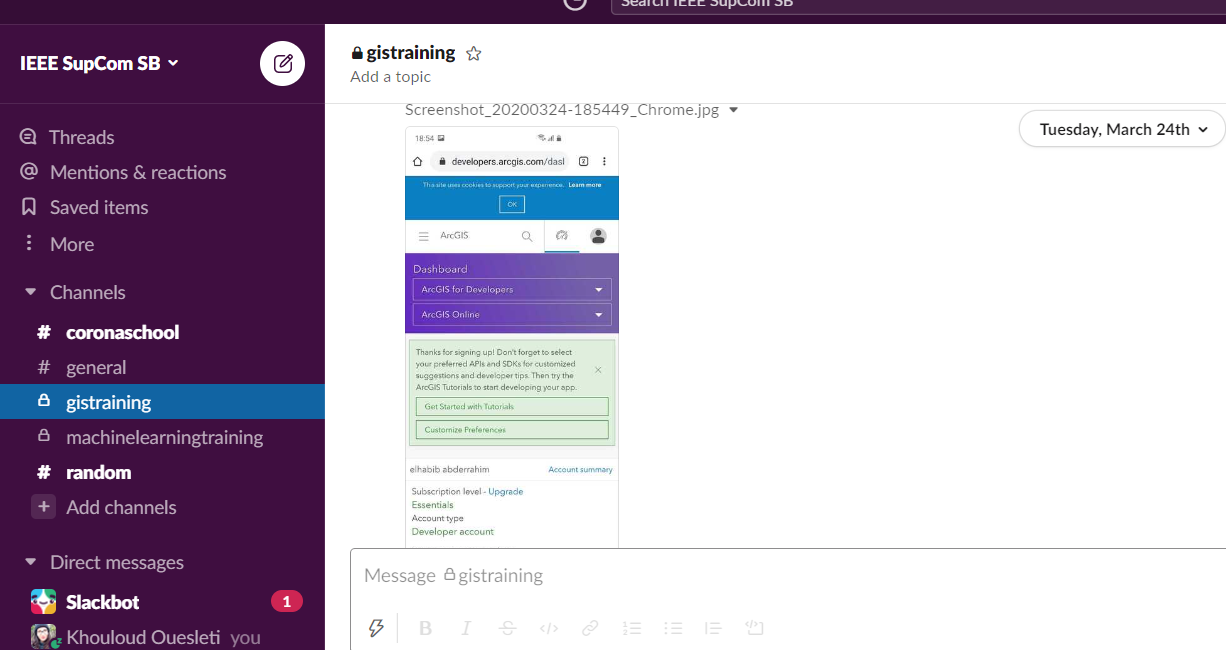 Search IEEE SupCom SB
IEEE SupCom SB
Threads
Mentions & reactions
Saved items
More
Channels
# coronaschool
# general
gistraining
machinelearningtraining
# random
+ Add channels
Direct messages
Slackbot 1
Khouloud Ouesleti you
gistraining
Add a topic
Tuesday, March 24th
Screenshot_20200324-185449_Chrome.jpg
18:54
developers.arcgis.com/dasl 2
This site uses cookies to support your experience. Learn more
OK
ArcGIS
Dashboard
ArcGIS for Developers
ArcGIS Online
Thanks for signing up! Don't forget to select
your preferred APIs and SDKs for customized
suggestions and developer tips. Then try the
ArcGIS Tutorials to start developing your app.
Get Started with Tutorials
Customize Preferences
elhabib abderrahim Account summary
Subscription level - Upgrade
Essentials
Account type
Developer account
Message gistraining
B I S </>